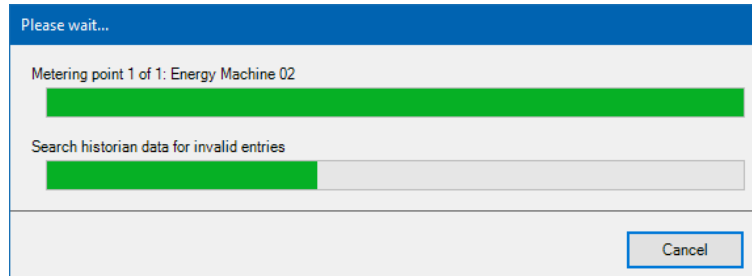 Please wait...
Metering point 1 of 1: Energy Machine 02
Search historian data for invalid entries
Cancel